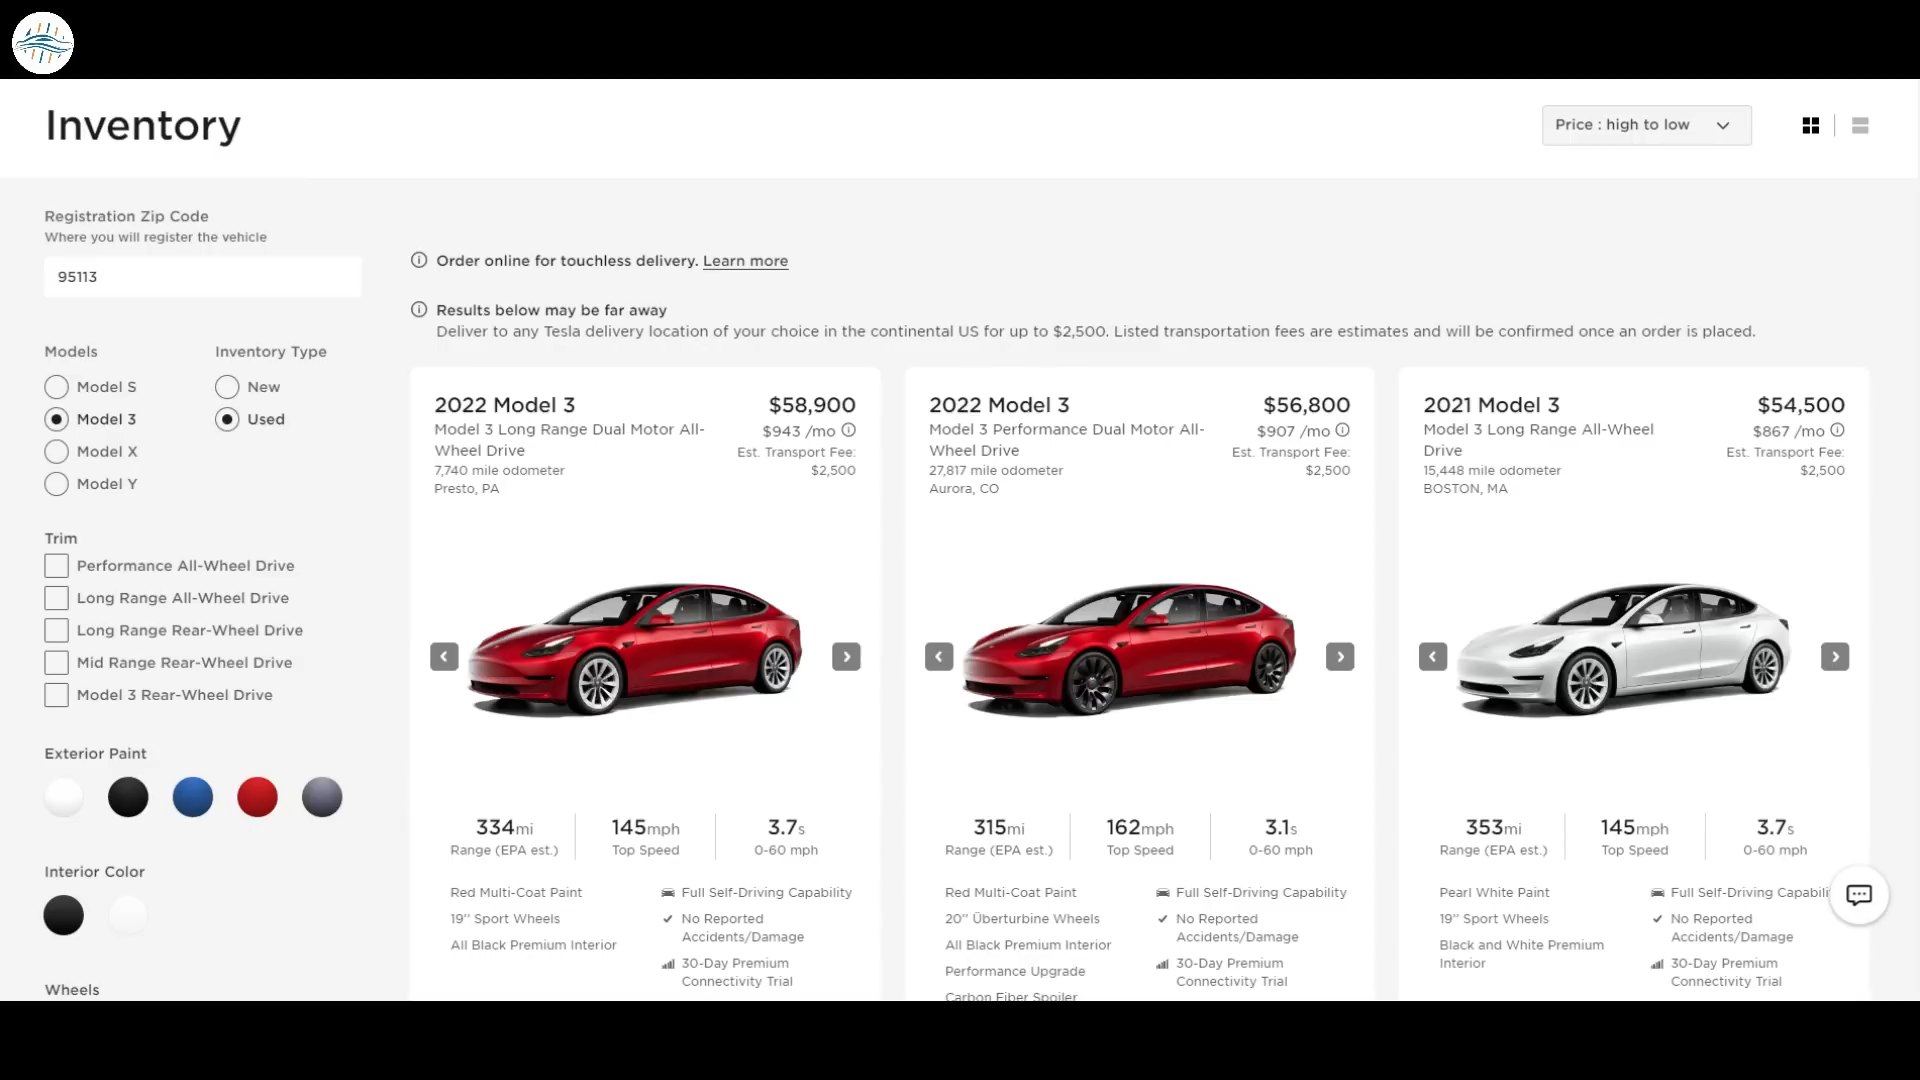 Inventory
Price : high to low
Registration Zip Code
Where you will register the vehicle
95113
Models
Inventory Type
Model S
New
Model 3
Used
Model X
Model Y
Trim
Performance All-Wheel Drive
Long Range All-Wheel Drive
Long Range Rear-Wheel Drive
Mid Range Rear-Wheel Drive
Model 3 Rear-Wheel Drive
Exterior Paint
Interior Color
Wheels
Order online for touchless delivery. Learn more
Results below may be far away
Deliver to any Tesla delivery location of your choice in the continental US for up to $2,500. Listed transportation fees are estimates and will be confirmed once an order is placed.
2022 Model 3
$58,900
Model 3 Long Range Dual Motor All-
Wheel Drive
$943 /mo
Est. Transport Fee:
$2,500
7,740 mile odometer
Presto, PA
334mi
Range (EPA est.)
145mph
Top Speed
3.7s
0-60 mph
Red Multi-Coat Paint
19'' Sport Wheels
All Black Premium Interior
Full Self-Driving Capability
No Reported
Accidents/Damage
30-Day Premium
Connectivity Trial
2022 Model 3
$56,800
Model 3 Performance Dual Motor All-
Wheel Drive
$907 /mo
Est. Transport Fee:
$2,500
27,817 mile odometer
Aurora, CO
315mi
Range (EPA est.)
162mph
Top Speed
3.1s
0-60 mph
Red Multi-Coat Paint
20'' Überturbine Wheels
All Black Premium Interior
Performance Upgrade
Carbon Fiber Spoiler
Full Self-Driving Capability
No Reported
Accidents/Damage
30-Day Premium
Connectivity Trial
2021 Model 3
$54,500
Model 3 Long Range All-Wheel
Drive
$867 /mo
Est. Transport Fee:
$2,500
15,448 mile odometer
BOSTON, MA
353mi
Range (EPA est.)
145mph
Top Speed
3.7s
0-60 mph
Pearl White Paint
19'' Sport Wheels
Black and White Premium
Interior
Full Self-Driving Capabili
No Reported
Accidents/Damage
30-Day Premium
Connectivity Trial